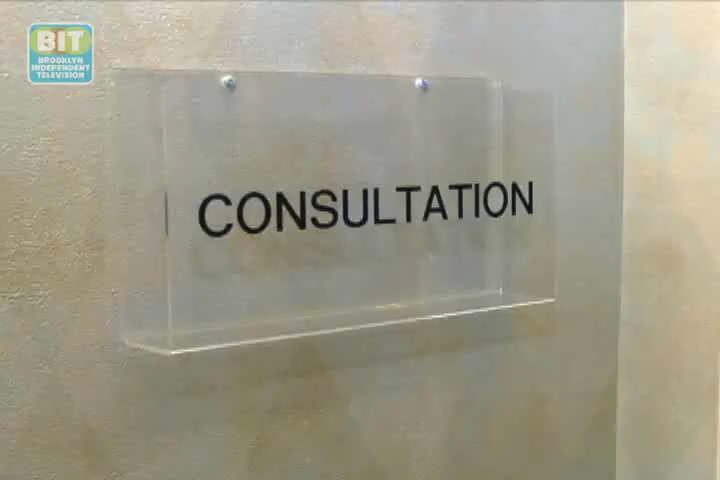 BIT
BROOKLYN
INDEPENDENT
TELEVISION
CONSULTATION